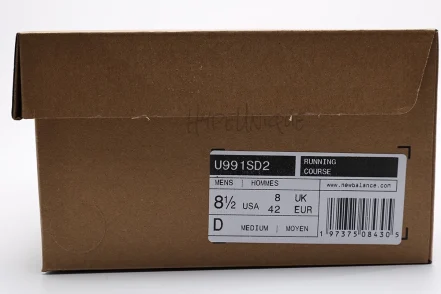 HaveUnique
U991SD2
RUNNING
COURSE
MENS | HOMMES
www.newbalance.com
8½ USA 8 UK
42 EUR
D MEDIUM | MOYEN
1 97375 08430 5